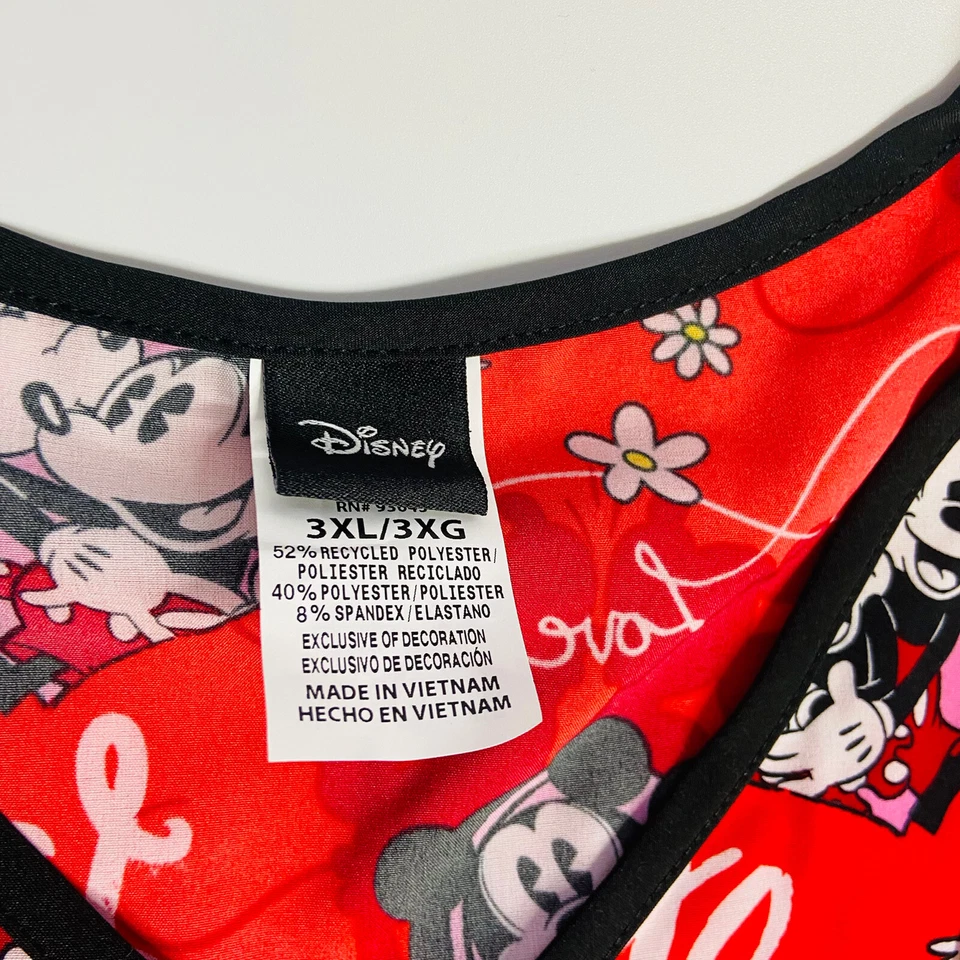 Disney
3XL/3XG
52% RECYCLED POLYESTER/
POLIESTER RECICLADO
40% POLYESTER/POLIESTER
8% SPANDEX/ELASTANO
EXCLUSIVE OF DECORATION
EXCLUSIVO DE DECORACIÓN
MADE IN VIETNAM
HECHO EN VIETNAM
RN#